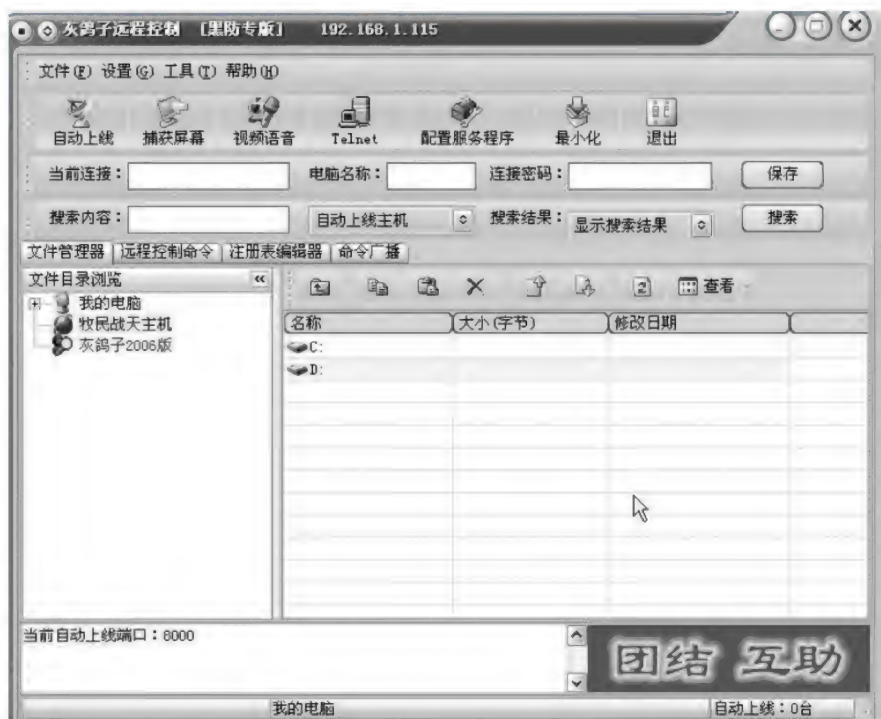 灰鸽子远程控制 [黑防专版] 192.168.1.115
文件(F) 设置(G) 工具(T) 帮助(H)
自动上线 捕获屏幕 视频语音 Telnet 配置服务程序 最小化 退出
当前连接： 电脑名称： 连接密码： 保存
搜索内容： 自动上线主机 搜索结果： 显示搜索结果 搜索
文件管理器 远程控制命令 注册表编辑器 命令广播
文件目录浏览 查看
我的电脑
牧民战天主机
灰鸽子2006版
名称 大小(字节) 修改日期
C:
D:
当前自动上线端口：8000
团结 互助
我的电脑 自动上线：0台